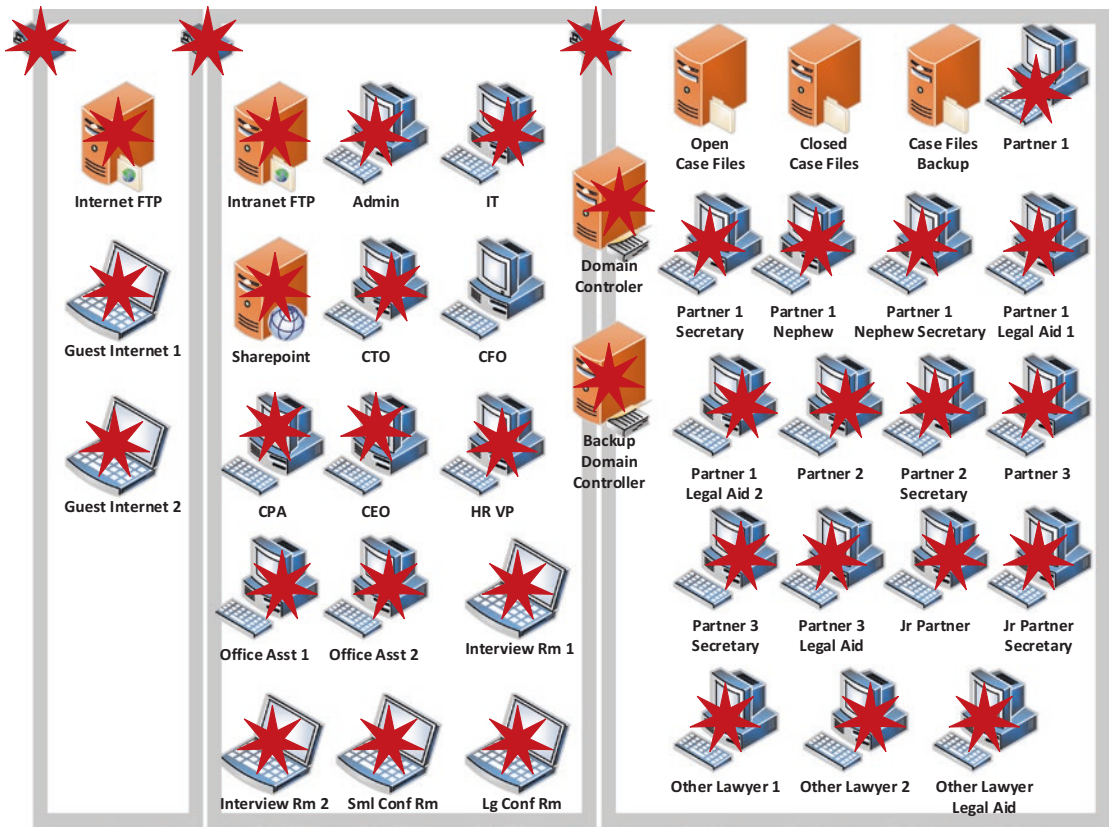 Open
Case Files
Closed
Case Files
Case Files
Backup
Partner 1
Internet FTP
Intranet FTP
Admin
IT
Domain
Controler
Partner 1
Secretary
Partner 1
Nephew
Partner 1
Nephew Secretary
Partner 1
Legal Aid 1
Guest Internet 1
Sharepoint
CTO
CFO
Backup
Domain
Controller
Partner 1
Legal Aid 2
Partner 2
Partner 2
Secretary
Partner 3
Guest Internet 2
CPA
CEO
HR VP
Partner 3
Secretary
Partner 3
Legal Aid
Jr Partner
Jr Partner
Secretary
Office Asst 1
Office Asst 2
Interview Rm 1
Other Lawyer 1
Other Lawyer 2
Other Lawyer
Legal Aid
Interview Rm 2
Sml Conf Rm
Lg Conf Rm